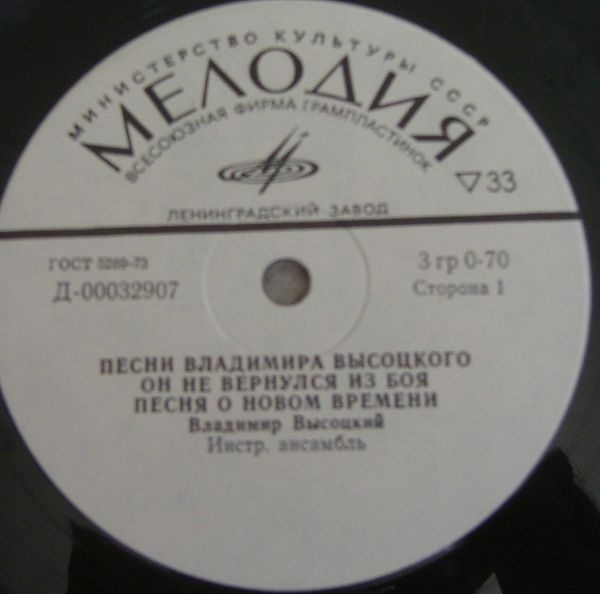 МИНИСТЕРСТВО КУЛЬТУРЫ СССР
МЕЛОДИЯ
ВСЕСОЮЗНАЯ ФИРМА ГРАМПЛАСТИНОК
33
ЛЕНИНГРАДСКИЙ ЗАВОД
ГОСТ 5289-73
3 гр 0-70
Д-00032907
Сторона 1
ПЕСНИ ВЛАДИМИРА ВЫСОЦКОГО
ОН НЕ ВЕРНУЛСЯ ИЗ БОЯ
ПЕСНЯ О НОВОМ ВРЕМЕНИ
Владимир Высоцкий
Инстр. ансамбль